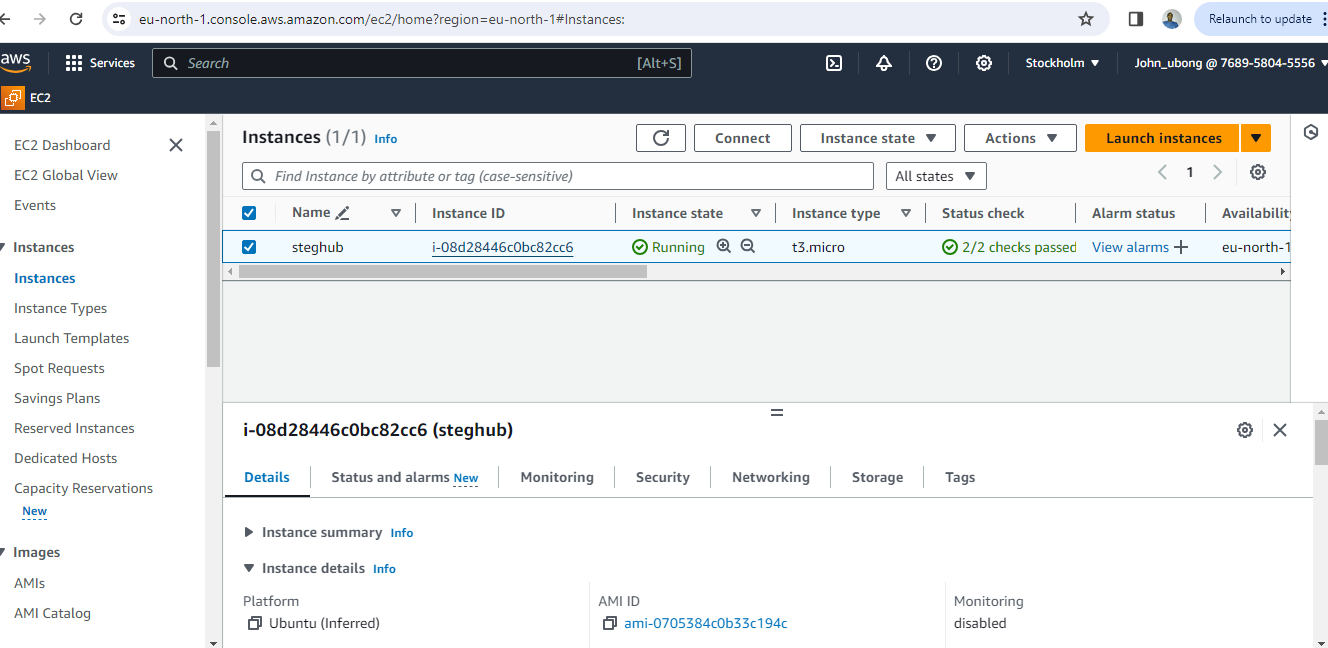 eu-north-1.console.aws.amazon.com/ec2/home?region=eu-north-1#Instances:
Relaunch to update
aws
Services
Search
[Alt+S]
Stockholm
John_ubong @ 7689-5804-5556
EC2
EC2 Dashboard
EC2 Global View
Events
Instances
Instances
Instance Types
Launch Templates
Spot Requests
Savings Plans
Reserved Instances
Dedicated Hosts
Capacity Reservations
New
Images
AMIs
AMI Catalog
Instances (1/1) Info
Connect
Instance state
Actions
Launch instances
Find Instance by attribute or tag (case-sensitive)
All states
1
Name Instance ID Instance state Instance type Status check Alarm status Availability
steghub i-08d28446c0bc82cc6 Running t3.micro 2/2 checks passed View alarms eu-north-1
i-08d28446c0bc82cc6 (steghub)
Details
Status and alarms New
Monitoring
Security
Networking
Storage
Tags
Instance summary Info
Instance details Info
Platform
Ubuntu (Inferred)
AMI ID
ami-0705384c0b33c194c
Monitoring
disabled